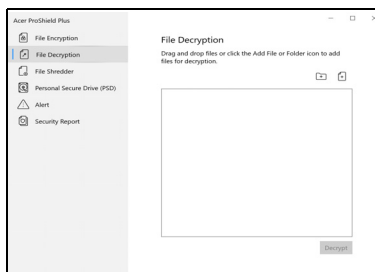 Acer ProShield Plus
File Encryption
File Decryption
File Shredder
Personal Secure Drive (PSD)
Alert
Security Report
File Decryption
Drag and drop files or click the Add File or Folder icon to add
files for decryption.
Decrypt